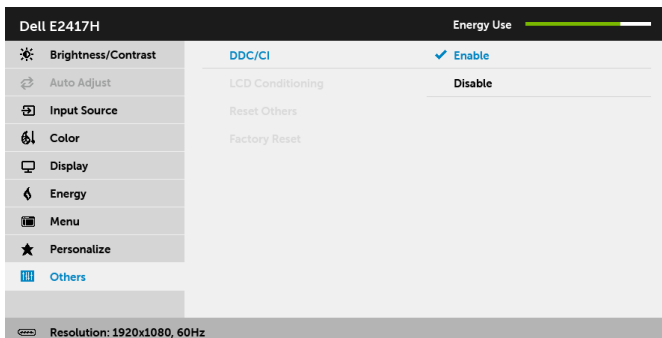 Dell E2417H
Energy Use
Brightness/Contrast
Auto Adjust
Input Source
Color
Display
Energy
Menu
Personalize
Others
DDC/CI
LCD Conditioning
Reset Others
Factory Reset
Enable
Disable
Resolution: 1920x1080, 60Hz